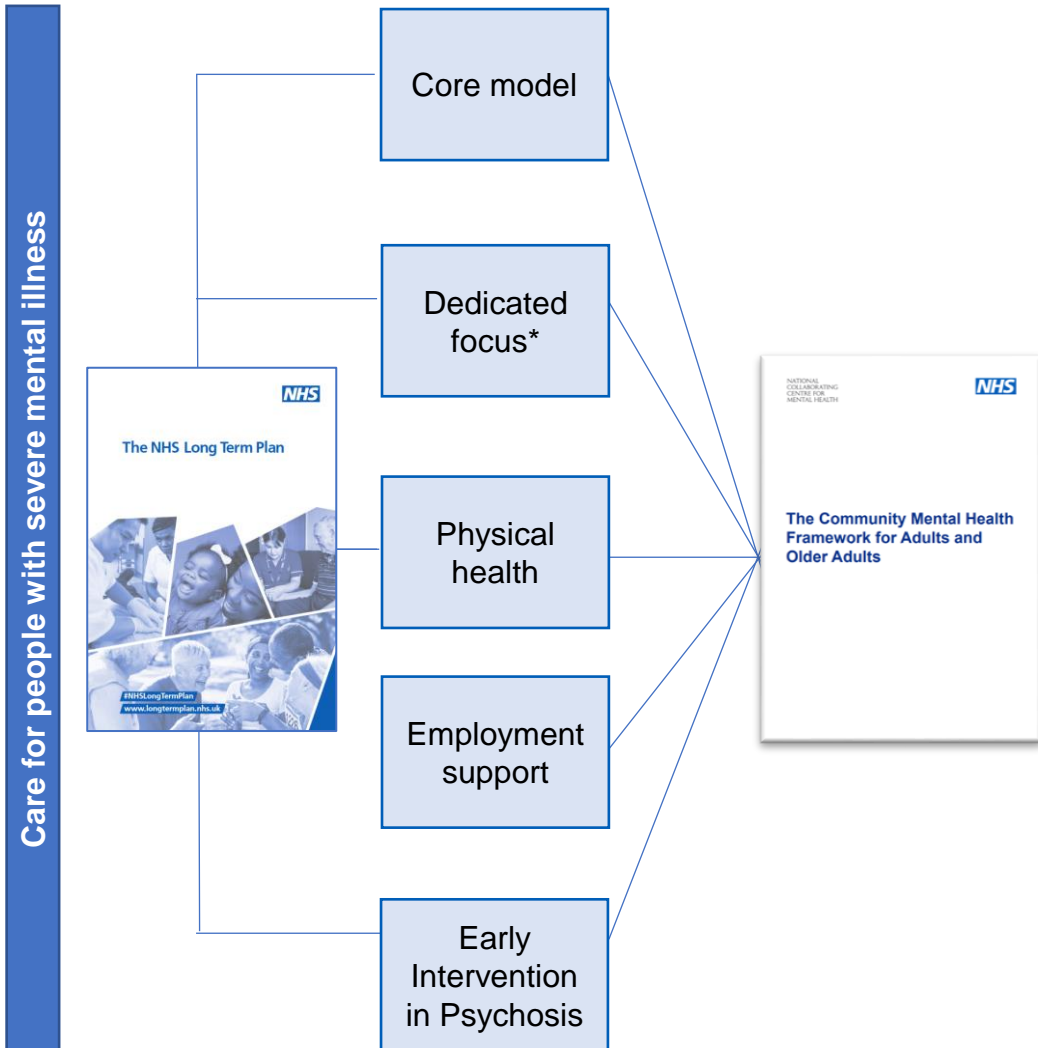 Care for people with severe mental illness
Core model
Dedicated
focus*
Physical
health
Employment
support
Early
Intervention
in Psychosis
NHS
The NHS Long Term Plan
#NHSLongTermPlan
www.longtermplan.nhs.uk
NATIONAL
COLLABORATING
CENTRE FOR
MENTAL HEALTH
NHS
The Community Mental Health
Framework for Adults and
Older Adults